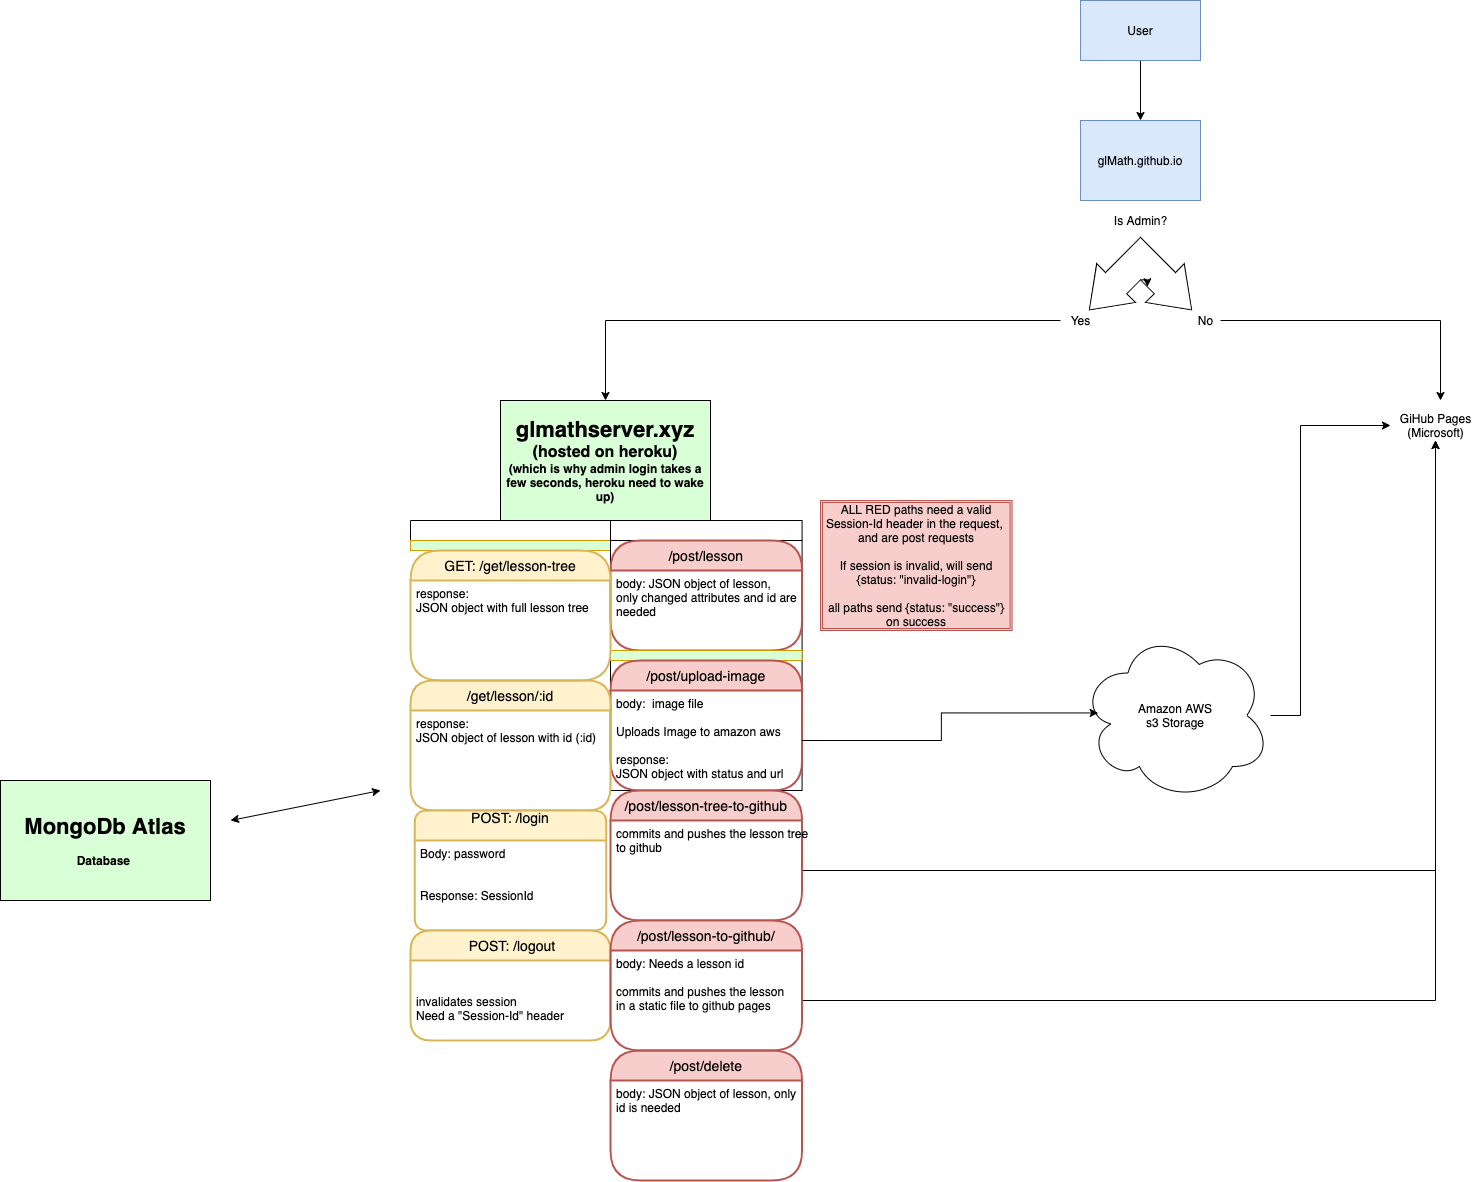 User
glMath.github.io
Is Admin?
Yes
No
glmathserver.xyz
(hosted on heroku)
(which is why admin login takes a
few seconds, heroku need to wake
up)
GiHub Pages
(Microsoft)
ALL RED paths need a valid
Session-Id header in the request,
and are post requests
If session is invalid, will send
{status: "invalid-login"}
all paths send {status: "success"}
on success
GET: /get/lesson-tree
response:
JSON object with full lesson tree
/get/lesson/:id
response:
JSON object of lesson with id (:id)
POST: /login
Body: password
Response: SessionId
POST: /logout
invalidates session
Need a "Session-Id" header
/post/lesson
body: JSON object of lesson,
only changed attributes and id are
needed
/post/upload-image
body:  image file
Uploads Image to amazon aws
response:
JSON object with status and url
/post/lesson-tree-to-github
commits and pushes the lesson tree
to github
/post/lesson-to-github/
body: Needs a lesson id
commits and pushes the lesson
in a static file to github pages
/post/delete
body: JSON object of lesson, only
id is needed
Amazon AWS
s3 Storage
MongoDb Atlas
Database